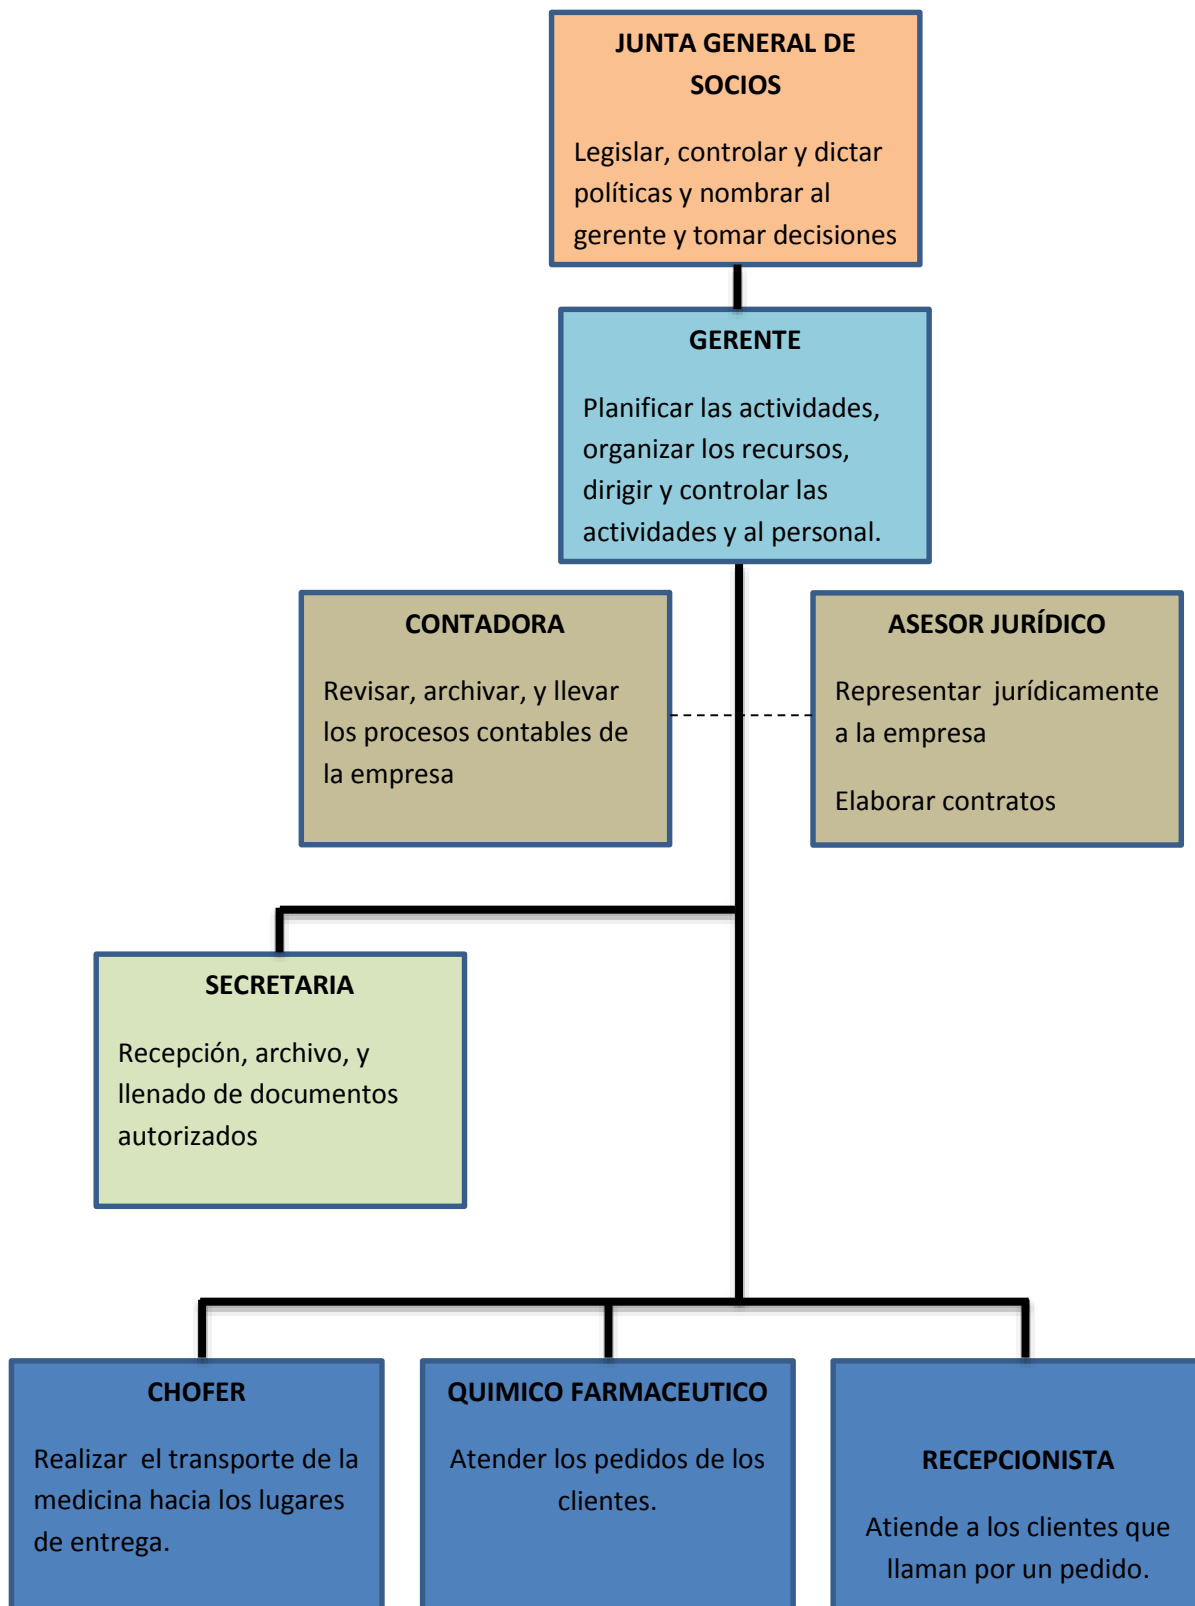 JUNTA GENERAL DE
SOCIOS
Legislar, controlar y dictar
políticas y nombrar al
gerente y tomar decisiones
GERENTE
Planificar las actividades,
organizar los recursos,
dirigir y controlar las
actividades y al personal.
CONTADORA
Revisar, archivar, y llevar
los procesos contables de
la empresa
ASESOR JURÍDICO
Representar jurídicamente
a la empresa
Elaborar contratos
SECRETARIA
Recepción, archivo, y
llenado de documentos
autorizados
CHOFER
Realizar el transporte de la
medicina hacia los lugares
de entrega.
QUIMICO FARMACEUTICO
Atender los pedidos de los
clientes.
RECEPCIONISTA
Atiende a los clientes que
llaman por un pedido.